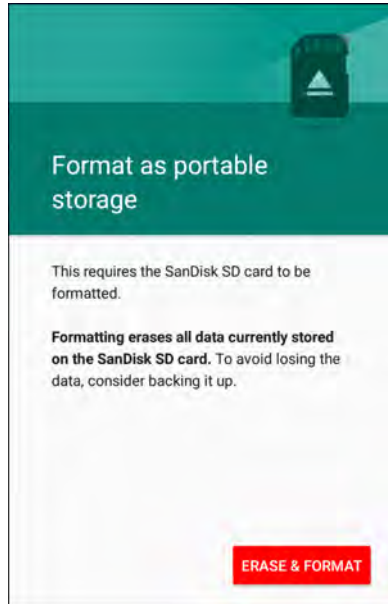 Format as portable
storage
This requires the SanDisk SD card to be
formatted.
Formatting erases all data currently stored
on the SanDisk SD card. To avoid losing the
data, consider backing it up.
ERASE & FORMAT